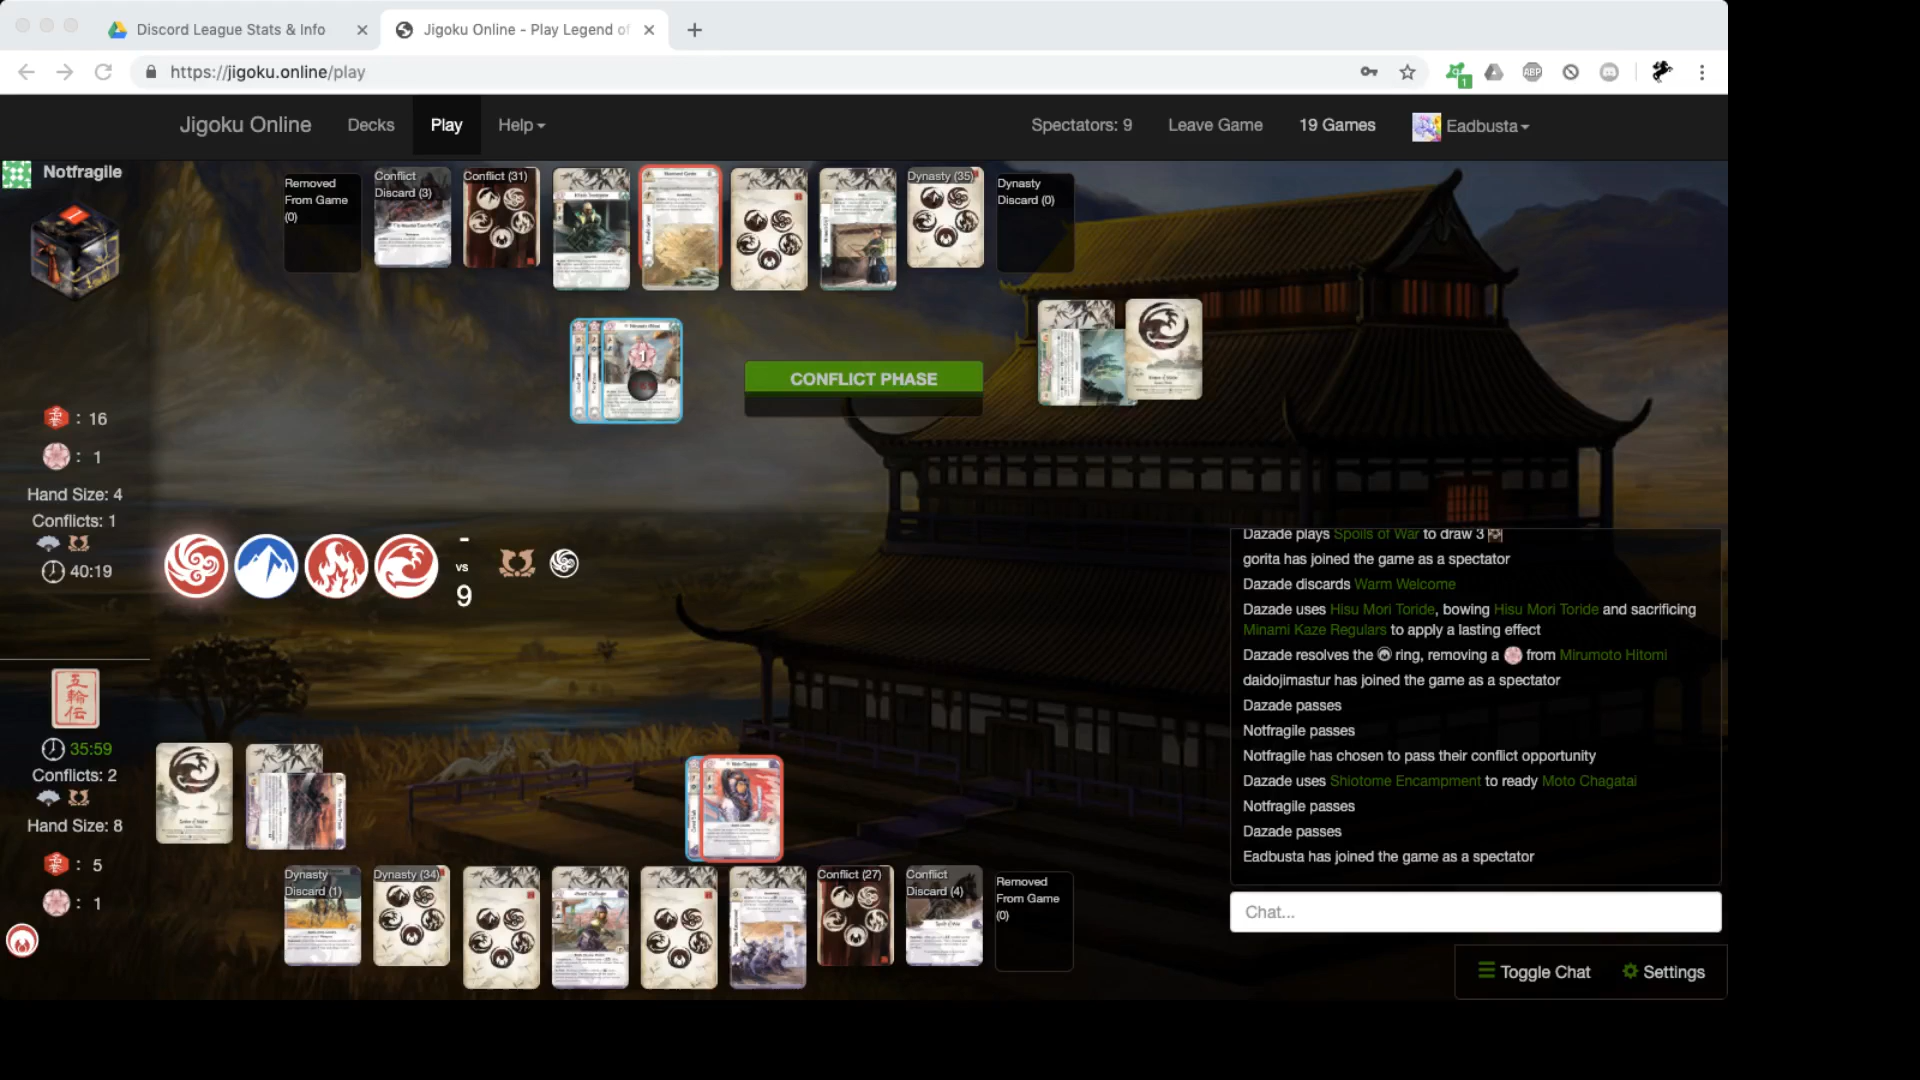 Discord League Stats & Info
Jigoku Online - Play Legend of
https://jigoku.online/play
ABP
1
Jigoku Online
Decks
Play
Help
Spectators: 9
Leave Game
19 Games
Eadbusta
Notfragile
Removed
From Game
(0)
Conflict
Discard (3)
Conflict (31)
Dynasty (35)
Dynasty
Discard (0)
1
CONFLICT PHASE
: 16
: 1
Hand Size: 4
Conflicts: 1
40:19
-
vs
9
五
輪
伝
35:59
Conflicts: 2
Hand Size: 8
: 5
: 1
Dazade plays Spoils of War to draw 3
gorita has joined the game as a spectator
Dazade discards Warm Welcome
Dazade uses Hisu Mori Toride, bowing Hisu Mori Toride and sacrificing
Minami Kaze Regulars to apply a lasting effect
Dazade resolves the ring, removing a from Mirumoto Hitomi
daidojimastur has joined the game as a spectator
Dazade passes
Notfragile passes
Notfragile has chosen to pass their conflict opportunity
Dazade uses Shiotome Encampment to ready Moto Chagatai
Notfragile passes
Dazade passes
Eadbusta has joined the game as a spectator
Chat...
Toggle Chat
Settings
Dynasty
Discard (1)
Dynasty (34)
Conflict (27)
Conflict
Discard (4)
Removed
From Game
(0)